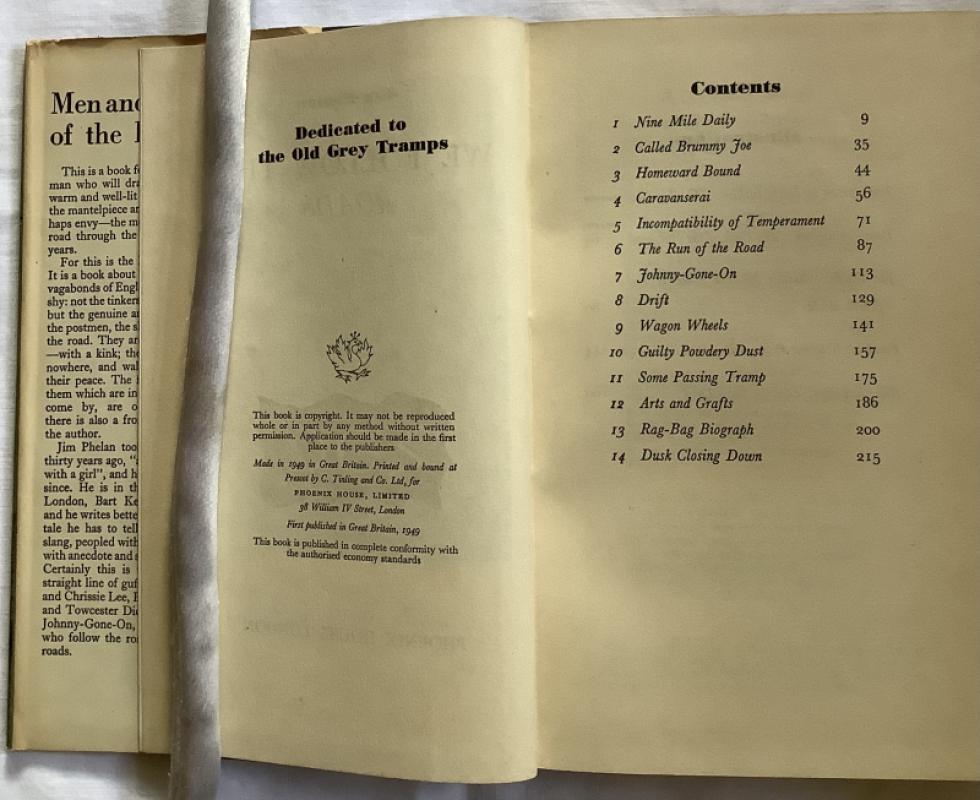 Men and
of the
This is a book
man who will
warm and well-lit
the mantelpiece
haps envy—the
road through the
years.
For this is the
It is a book about
vagabonds of
shy: not the
but the genuine
the postmen, the
the road. They
—with a kink;
nowhere, and
their peace. The
them which are in
come by, are
there is also a
the author.
Jim Phelan
thirty years ago,
with a girl", and
since. He is in
London, Bart
and he writes
tale he has to tell
slang, peopled with
with anecdote and
Certainly this is
straight line of
and Chrissie Lee,
and Towcester
Johnny-Gone-On,
who follow the
roads.
Dedicated to
the Old Grey Tramps
This book is copyright. It may not be reproduced
whole or in part by any method without written
permission. Application should be made in the first
place to the publishers
Made in 1949 in Great Britain. Printed and bound at
Prescot by C. Tinling and Co. Ltd, for
PHOENIX HOUSE, LIMITED
38 William IV Street, London
First published in Great Britain, 1949
This book is published in complete conformity with
the authorised economy standards
Contents
1 Nine Mile Daily 9
2 Called Brummy Joe 35
3 Homeward Bound 44
4 Caravanserai 56
5 Incompatibility of Temperament 71
6 The Run of the Road 87
7 Johnny-Gone-On 113
8 Drift 129
9 Wagon Wheels 141
10 Guilty Powdery Dust 157
11 Some Passing Tramp 175
12 Arts and Grafts 186
13 Rag-Bag Biograph 200
14 Dusk Closing Down 215